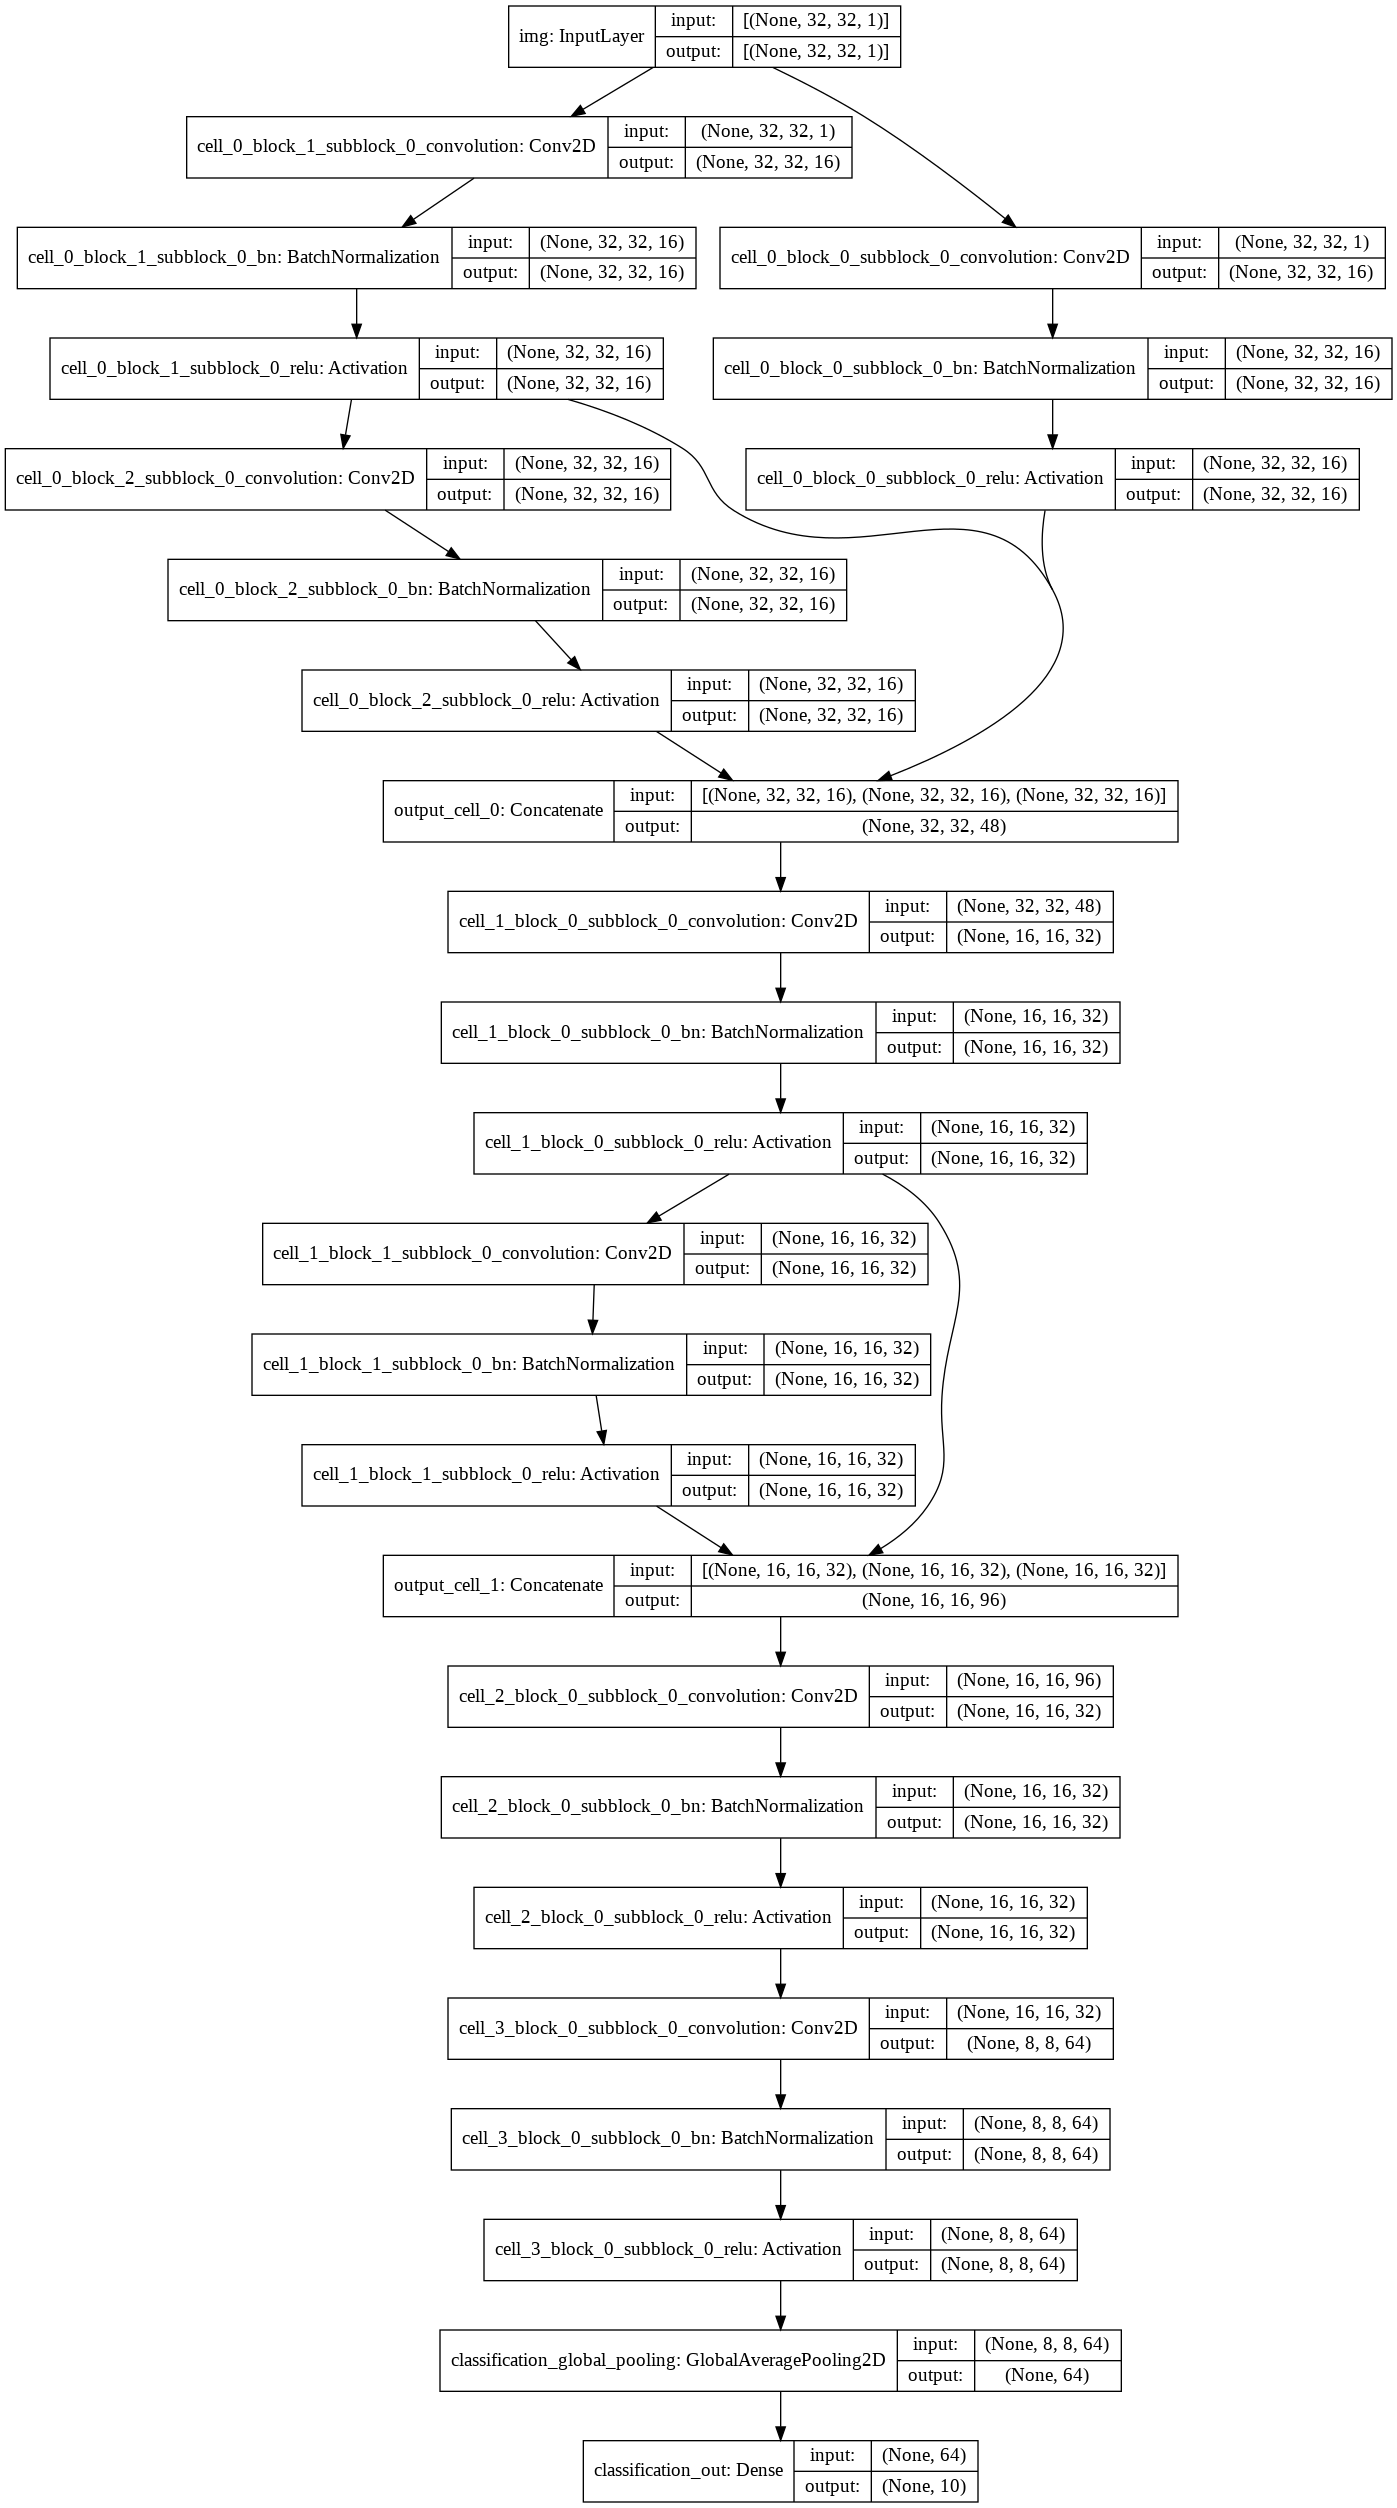 img: InputLayer
input:
[(None, 32, 32, 1)]
output:
[(None, 32, 32, 1)]
cell_0_block_1_subblock_0_convolution: Conv2D
input:
(None, 32, 32, 1)
output:
(None, 32, 32, 16)
cell_0_block_1_subblock_0_bn: BatchNormalization
input:
(None, 32, 32, 16)
output:
(None, 32, 32, 16)
cell_0_block_0_subblock_0_convolution: Conv2D
input:
(None, 32, 32, 1)
output:
(None, 32, 32, 16)
cell_0_block_1_subblock_0_relu: Activation
input:
(None, 32, 32, 16)
output:
(None, 32, 32, 16)
cell_0_block_0_subblock_0_bn: BatchNormalization
input:
(None, 32, 32, 16)
output:
(None, 32, 32, 16)
cell_0_block_2_subblock_0_convolution: Conv2D
input:
(None, 32, 32, 16)
output:
(None, 32, 32, 16)
cell_0_block_0_subblock_0_relu: Activation
input:
(None, 32, 32, 16)
output:
(None, 32, 32, 16)
cell_0_block_2_subblock_0_bn: BatchNormalization
input:
(None, 32, 32, 16)
output:
(None, 32, 32, 16)
cell_0_block_2_subblock_0_relu: Activation
input:
(None, 32, 32, 16)
output:
(None, 32, 32, 16)
output_cell_0: Concatenate
input:
[(None, 32, 32, 16), (None, 32, 32, 16), (None, 32, 32, 16)]
output:
(None, 32, 32, 48)
cell_1_block_0_subblock_0_convolution: Conv2D
input:
(None, 32, 32, 48)
output:
(None, 16, 16, 32)
cell_1_block_0_subblock_0_bn: BatchNormalization
input:
(None, 16, 16, 32)
output:
(None, 16, 16, 32)
cell_1_block_0_subblock_0_relu: Activation
input:
(None, 16, 16, 32)
output:
(None, 16, 16, 32)
cell_1_block_1_subblock_0_convolution: Conv2D
input:
(None, 16, 16, 32)
output:
(None, 16, 16, 32)
cell_1_block_1_subblock_0_bn: BatchNormalization
input:
(None, 16, 16, 32)
output:
(None, 16, 16, 32)
cell_1_block_1_subblock_0_relu: Activation
input:
(None, 16, 16, 32)
output:
(None, 16, 16, 32)
output_cell_1: Concatenate
input:
[(None, 16, 16, 32), (None, 16, 16, 32), (None, 16, 16, 32)]
output:
(None, 16, 16, 96)
cell_2_block_0_subblock_0_convolution: Conv2D
input:
(None, 16, 16, 96)
output:
(None, 16, 16, 32)
cell_2_block_0_subblock_0_bn: BatchNormalization
input:
(None, 16, 16, 32)
output:
(None, 16, 16, 32)
cell_2_block_0_subblock_0_relu: Activation
input:
(None, 16, 16, 32)
output:
(None, 16, 16, 32)
cell_3_block_0_subblock_0_convolution: Conv2D
input:
(None, 16, 16, 32)
output:
(None, 8, 8, 64)
cell_3_block_0_subblock_0_bn: BatchNormalization
input:
(None, 8, 8, 64)
output:
(None, 8, 8, 64)
cell_3_block_0_subblock_0_relu: Activation
input:
(None, 8, 8, 64)
output:
(None, 8, 8, 64)
classification_global_pooling: GlobalAveragePooling2D
input:
(None, 8, 8, 64)
output:
(None, 64)
classification_out: Dense
input:
(None, 64)
output:
(None, 10)